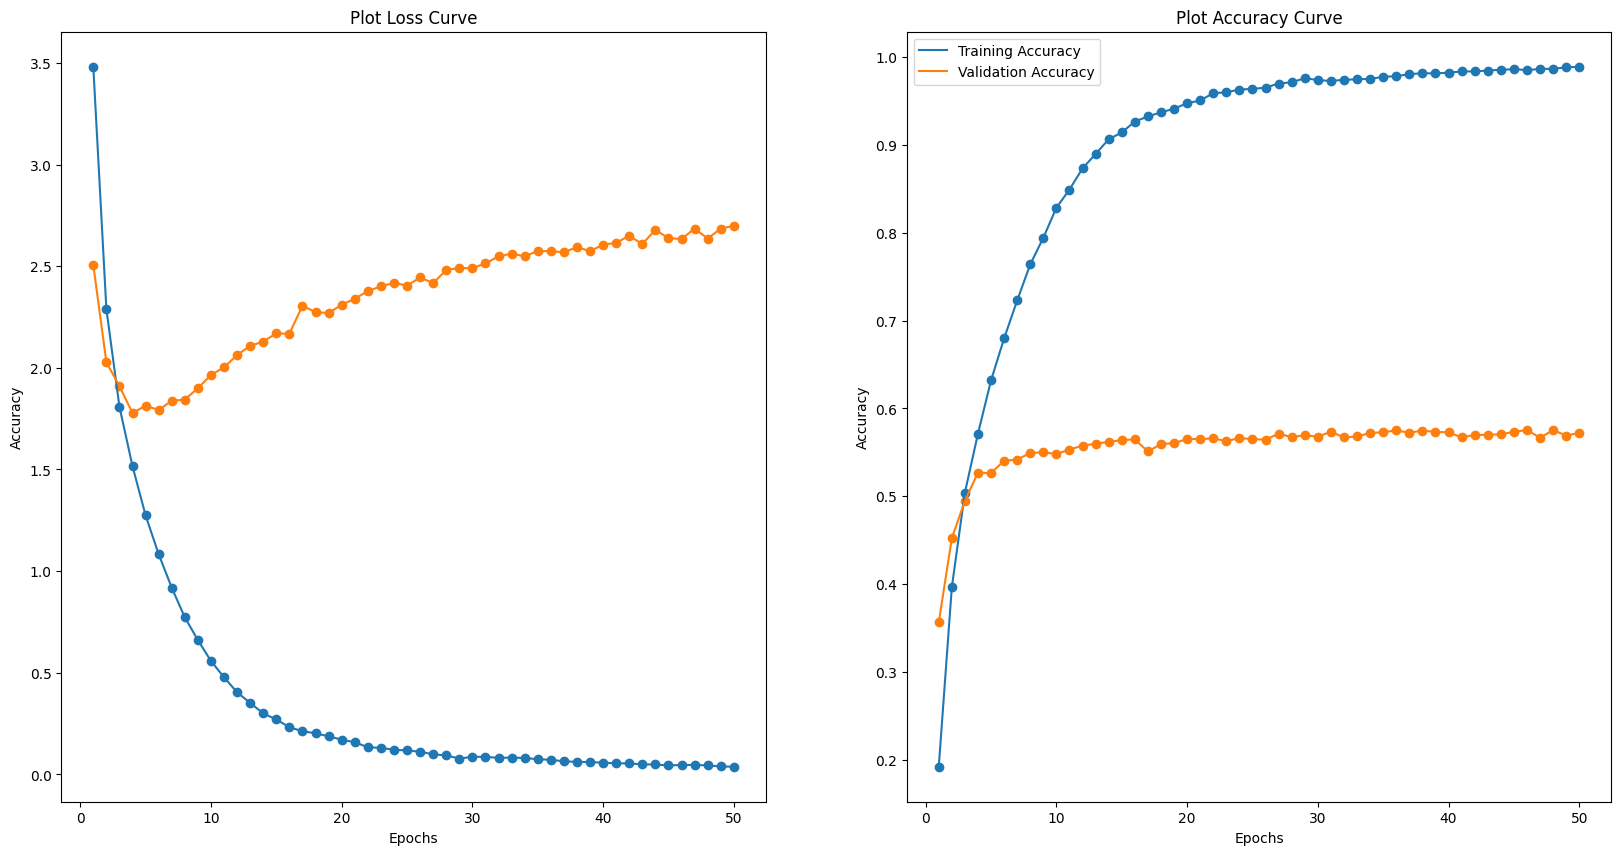 Plot Loss Curve
3.5
3.0
2.5
2.0
1.5
1.0
0.5
0.0
Accuracy
0 10 20 30 40 50
Epochs
Plot Accuracy Curve
Training Accuracy
Validation Accuracy
1.0
0.9
0.8
0.7
0.6
0.5
0.4
0.3
0.2
Accuracy
0 10 20 30 40 50
Epochs